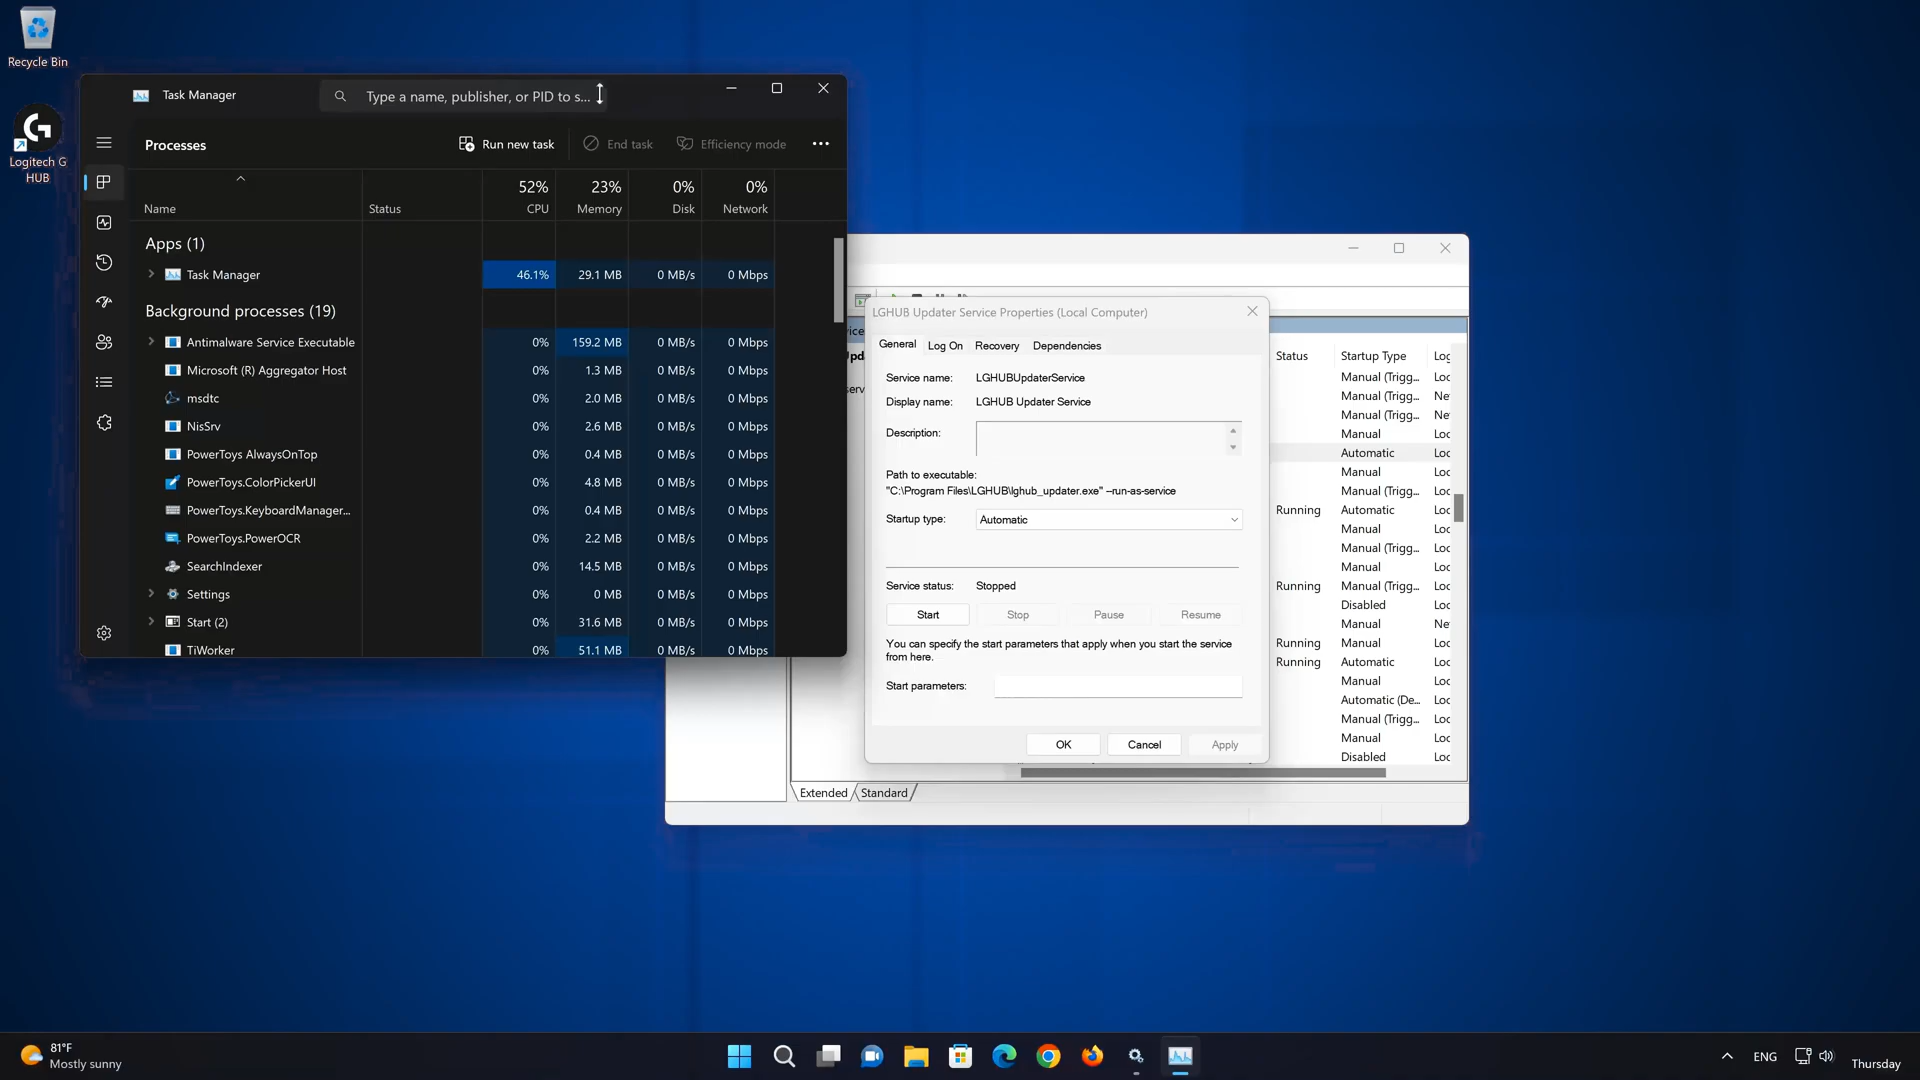 Recycle Bin
Logitech G
HUB
Task Manager
Type a name, publisher, or PID to s...
Processes
Run new task
End task
Efficiency mode
52%
23%
0%
0%
Name
Status
CPU
Memory
Disk
Network
Apps (1)
Task Manager
46.1%
29.1 MB
0 MB/s
0 Mbps
Background processes (19)
Antimalware Service Executable
0%
159.2 MB
0 MB/s
0 Mbps
Microsoft (R) Aggregator Host
0%
1.3 MB
0 MB/s
0 Mbps
msdtc
0%
2.0 MB
0 MB/s
0 Mbps
NisSrv
0%
2.6 MB
0 MB/s
0 Mbps
PowerToys AlwaysOnTop
0%
0.4 MB
0 MB/s
0 Mbps
PowerToys.ColorPickerUI
0%
4.8 MB
0 MB/s
0 Mbps
PowerToys.KeyboardManager...
0%
0.4 MB
0 MB/s
0 Mbps
PowerToys.PowerOCR
0%
2.2 MB
0 MB/s
0 Mbps
SearchIndexer
0%
14.5 MB
0 MB/s
0 Mbps
Settings
0%
0 MB
0 MB/s
0 Mbps
Start (2)
0%
31.6 MB
0 MB/s
0 Mbps
TiWorker
0%
51.1 MB
0 MB/s
0 Mbps
LGHUB Updater Service Properties (Local Computer)
General
Log On
Recovery
Dependencies
Service name:
LGHUBUpdaterService
Display name:
LGHUB Updater Service
Description:
Path to executable:
"C:\Program Files\LGHUB\lghub_updater.exe" --run-as-service
Startup type:
Automatic
Service status:
Stopped
Start
Stop
Pause
Resume
You can specify the start parameters that apply when you start the service
from here.
Start parameters:
OK
Cancel
Apply
Status
Startup Type
Log
Manual (Trigg...
Loc
Manual (Trigg...
Ne
Manual (Trigg...
Ne
Manual
Loc
Automatic
Loc
Manual
Loc
Running
Automatic
Loc
Manual
Loc
Manual (Trigg...
Loc
Manual
Loc
Running
Manual (Trigg...
Loc
Disabled
Loc
Manual
Ne
Running
Manual
Loc
Running
Automatic
Loc
Manual
Loc
Automatic (De...
Loc
Manual (Trigg...
Loc
Manual
Loc
Disabled
Loc
Extended
Standard
81°F
Mostly sunny
ENG
Thursday